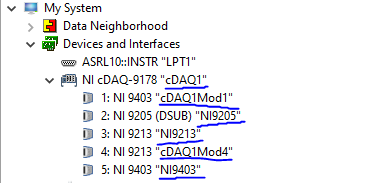 My System
Data Neighborhood
Devices and Interfaces
ASRL10::INSTR "LPT1"
NI cDAQ-9178 "cDAQ1"
1: NI 9403 "cDAQ1Mod1"
2: NI 9205 (DSUB) "NI9205"
3: NI 9213 "NI9213"
4: NI 9213 "cDAQ1Mod4"
5: NI 9403 "NI9403"